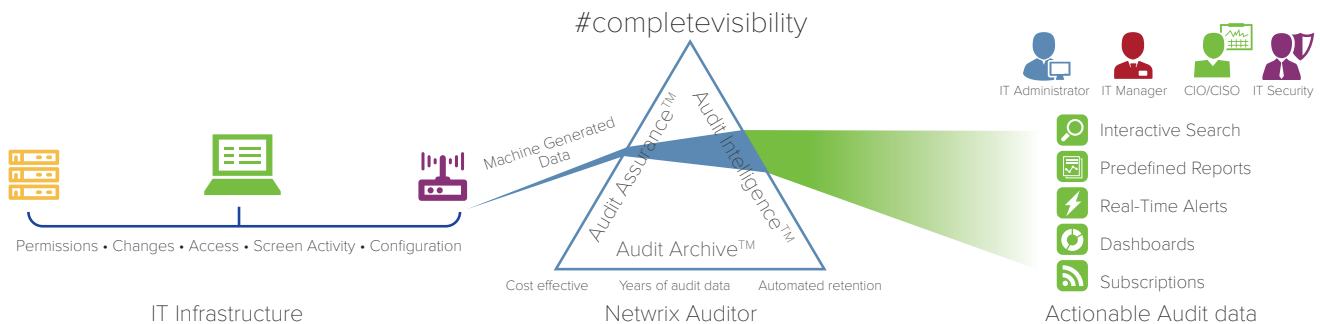 #completevisibility
IT Administrator
IT Manager
CIO/CISO
IT Security
Machine Generated
Data
Audit Assurance™
Audit Intelligence™
Audit Archive™
Interactive Search
Predefined Reports
Real-Time Alerts
Dashboards
Subscriptions
Permissions • Changes • Access • Screen Activity • Configuration
Cost effective
Years of audit data
Automated retention
IT Infrastructure
Netwrix Auditor
Actionable Audit data